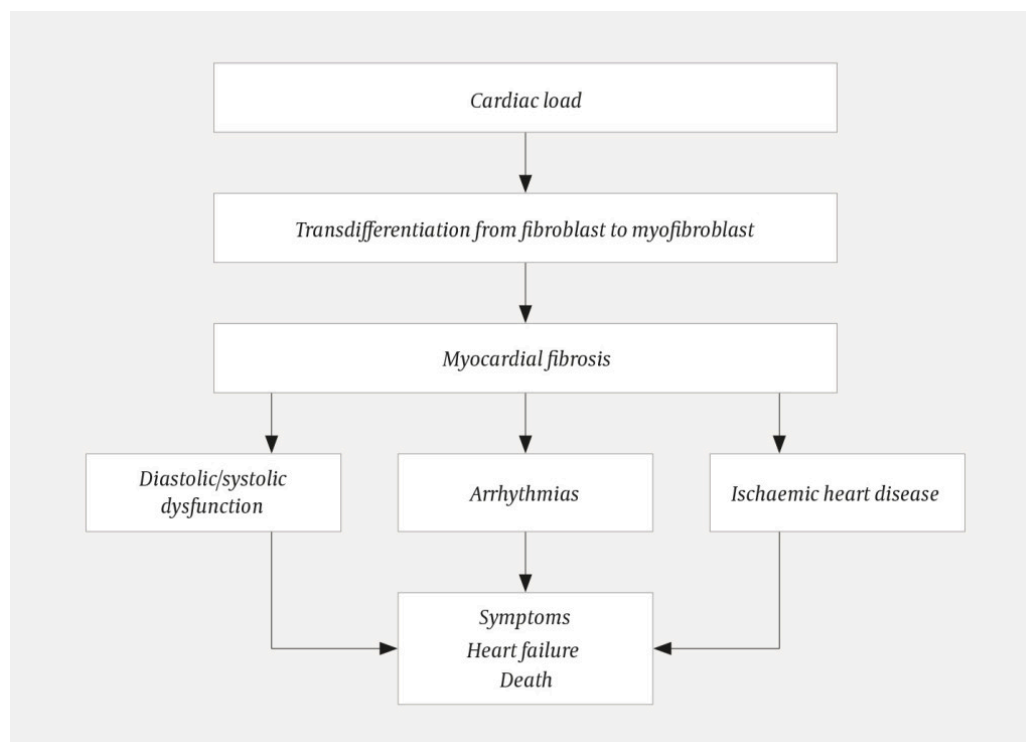 Cardiac load
Transdifferentiation from fibroblast to myofibroblast
Myocardial fibrosis
Diastolic/systolic
dysfunction
Arrhythmias
Ischaemic heart disease
Symptoms
Heart failure
Death